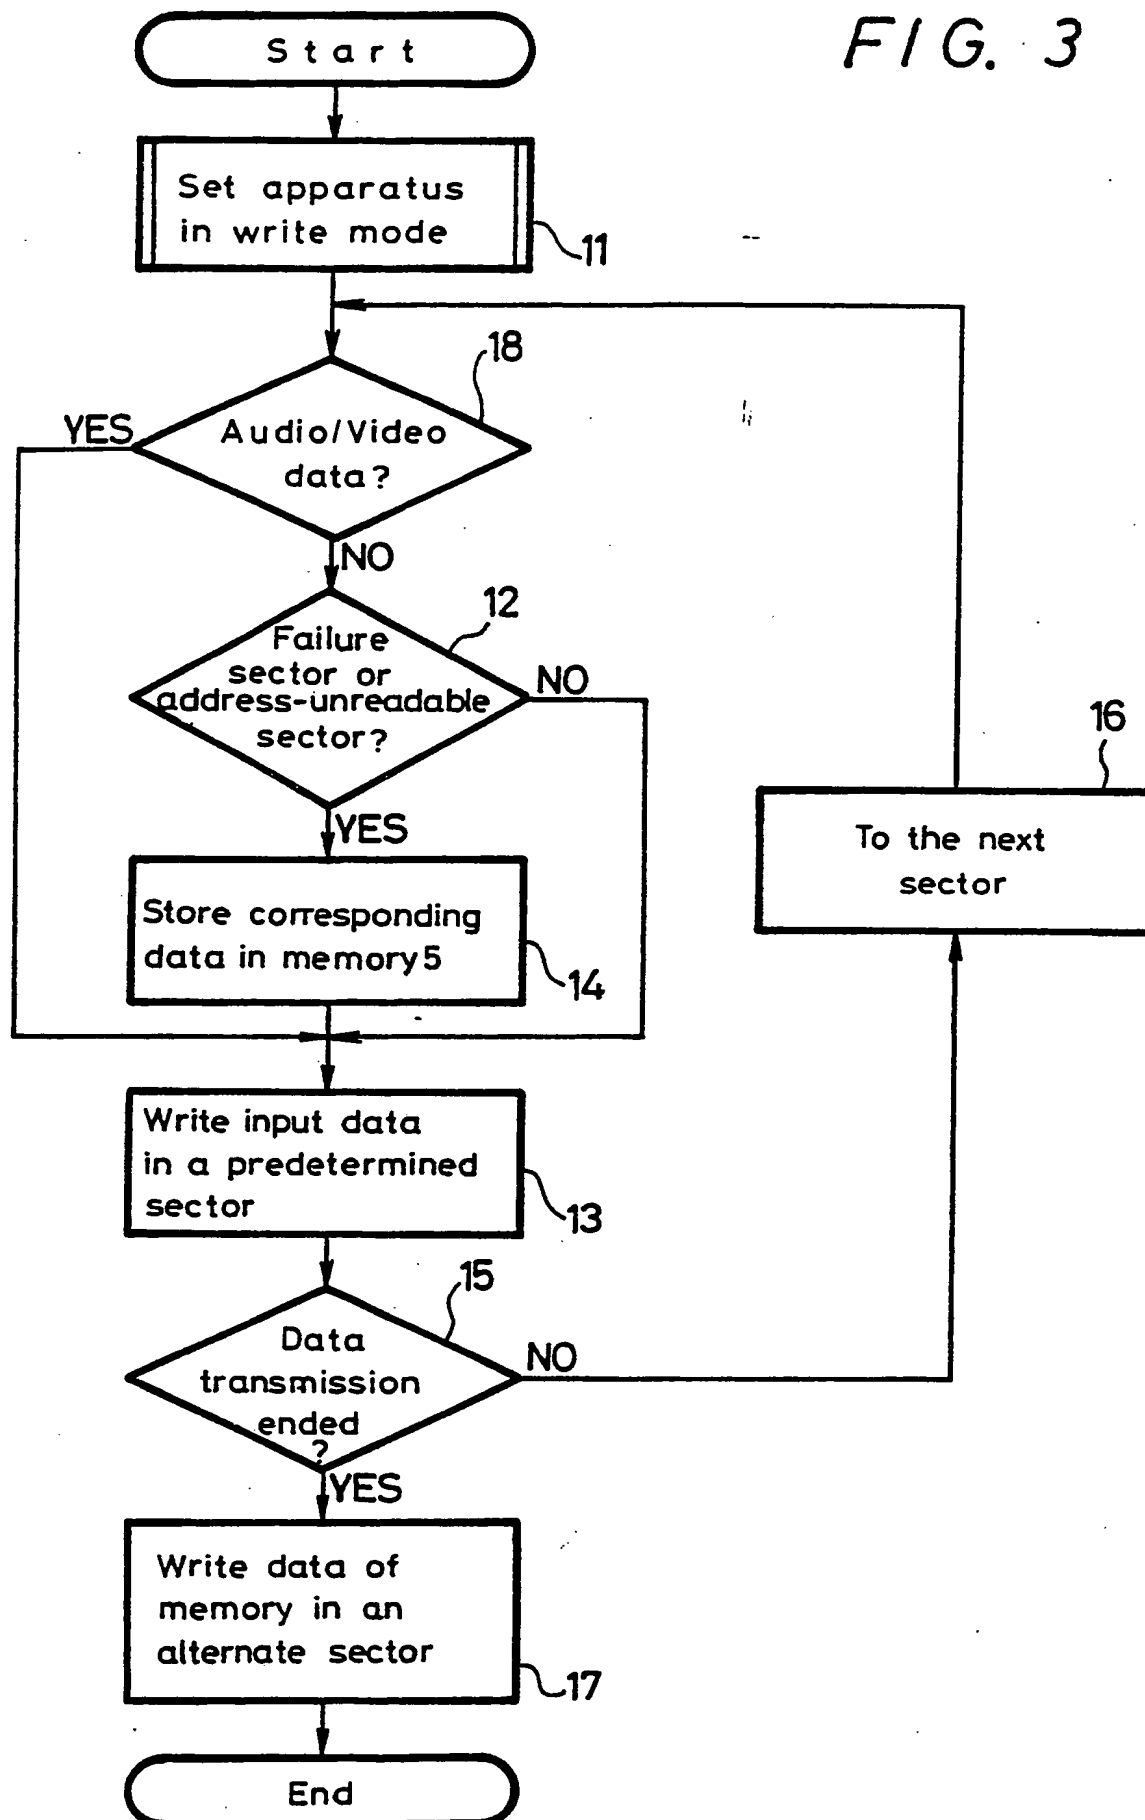 FIG. 3
Start
Set apparatus
in write mode
11
18
YES
Audio/Video
data?
NO
12
Failure
sector or
address-unreadable
sector?
NO
YES
16
To the next
sector
Store corresponding
data in memory 5
14
Write input data
in a predetermined
sector
13
15
Data
transmission
ended
?
NO
YES
Write data of
memory in an
alternate sector
17
End